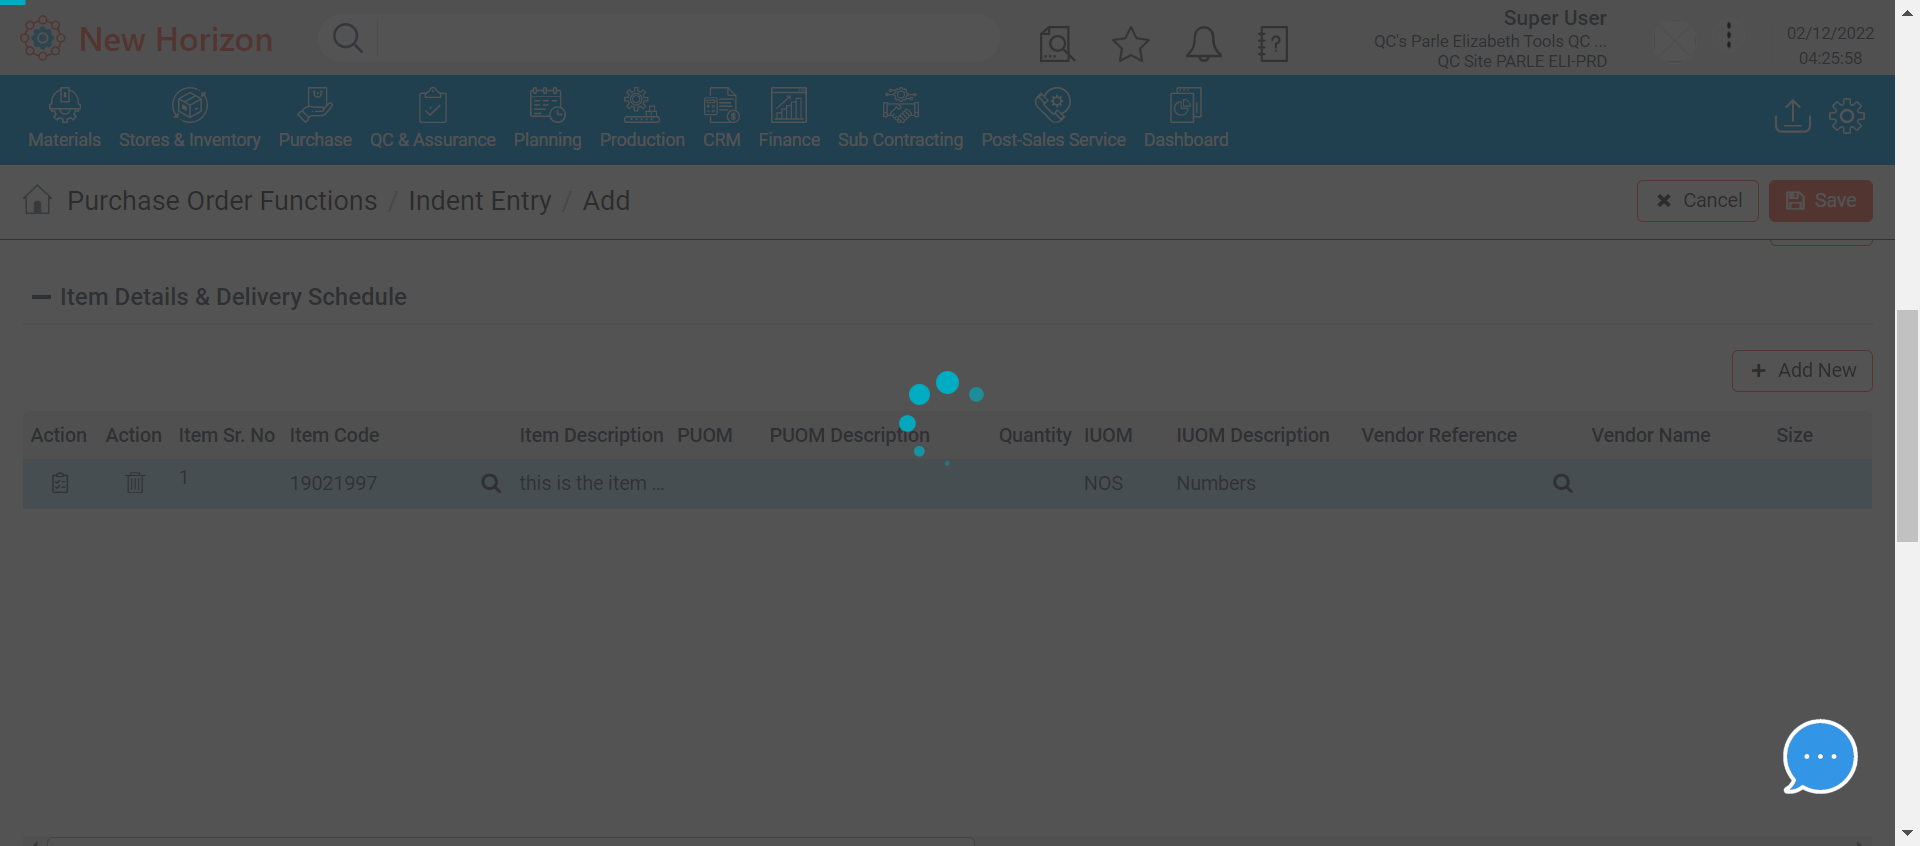 New Horizon
Super User
QC's Parle Elizabeth Tools QC ...
QC Site PARLE ELI-PRD
02/12/2022
04:25:58
Materials
Stores & Inventory
Purchase
QC & Assurance
Planning
Production
CRM
Finance
Sub Contracting
Post-Sales Service
Dashboard
Purchase Order Functions / Indent Entry / Add
Cancel
Save
Item Details & Delivery Schedule
+ Add New
Action Action Item Sr. No Item Code Item Description PUOM PUOM Description Quantity IUOM IUOM Description Vendor Reference Vendor Name Size
1 19021997 this is the item ... NOS Numbers